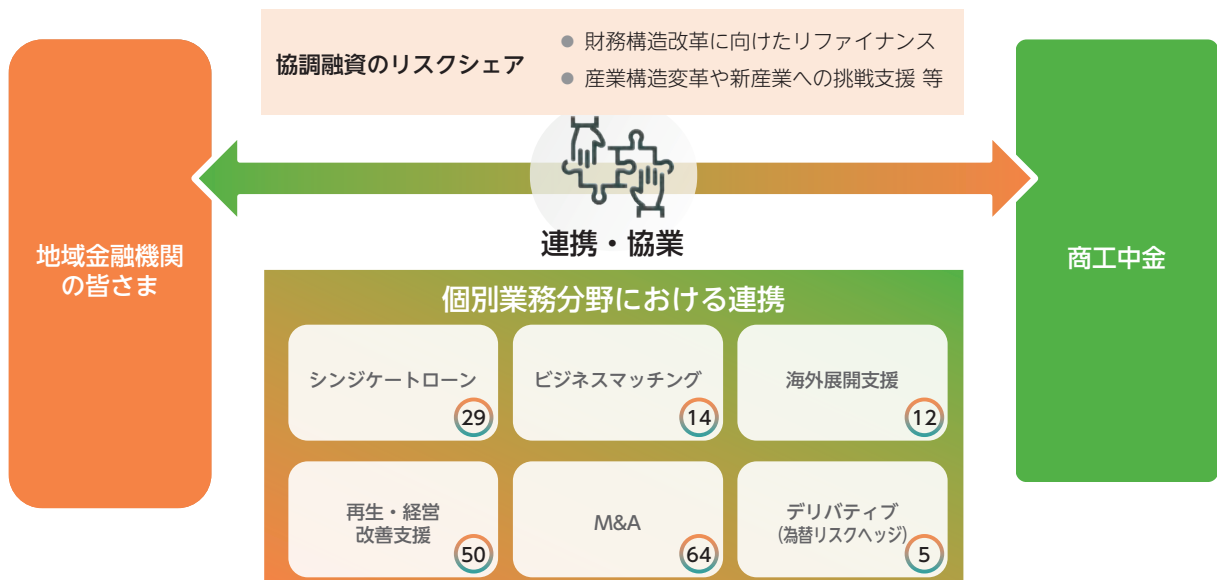 協調融資のリスクシェア
● 財務構造改革に向けたリファイナンス
● 産業構造変革や新産業への挑戦支援 等
地域金融機関
の皆さま
連携・協業
商工中金
個別業務分野における連携
シンジケートローン
29
ビジネスマッチング
14
海外展開支援
12
再生・経営
改善支援
50
M&A
64
デリバティブ
(為替リスクヘッジ)
5